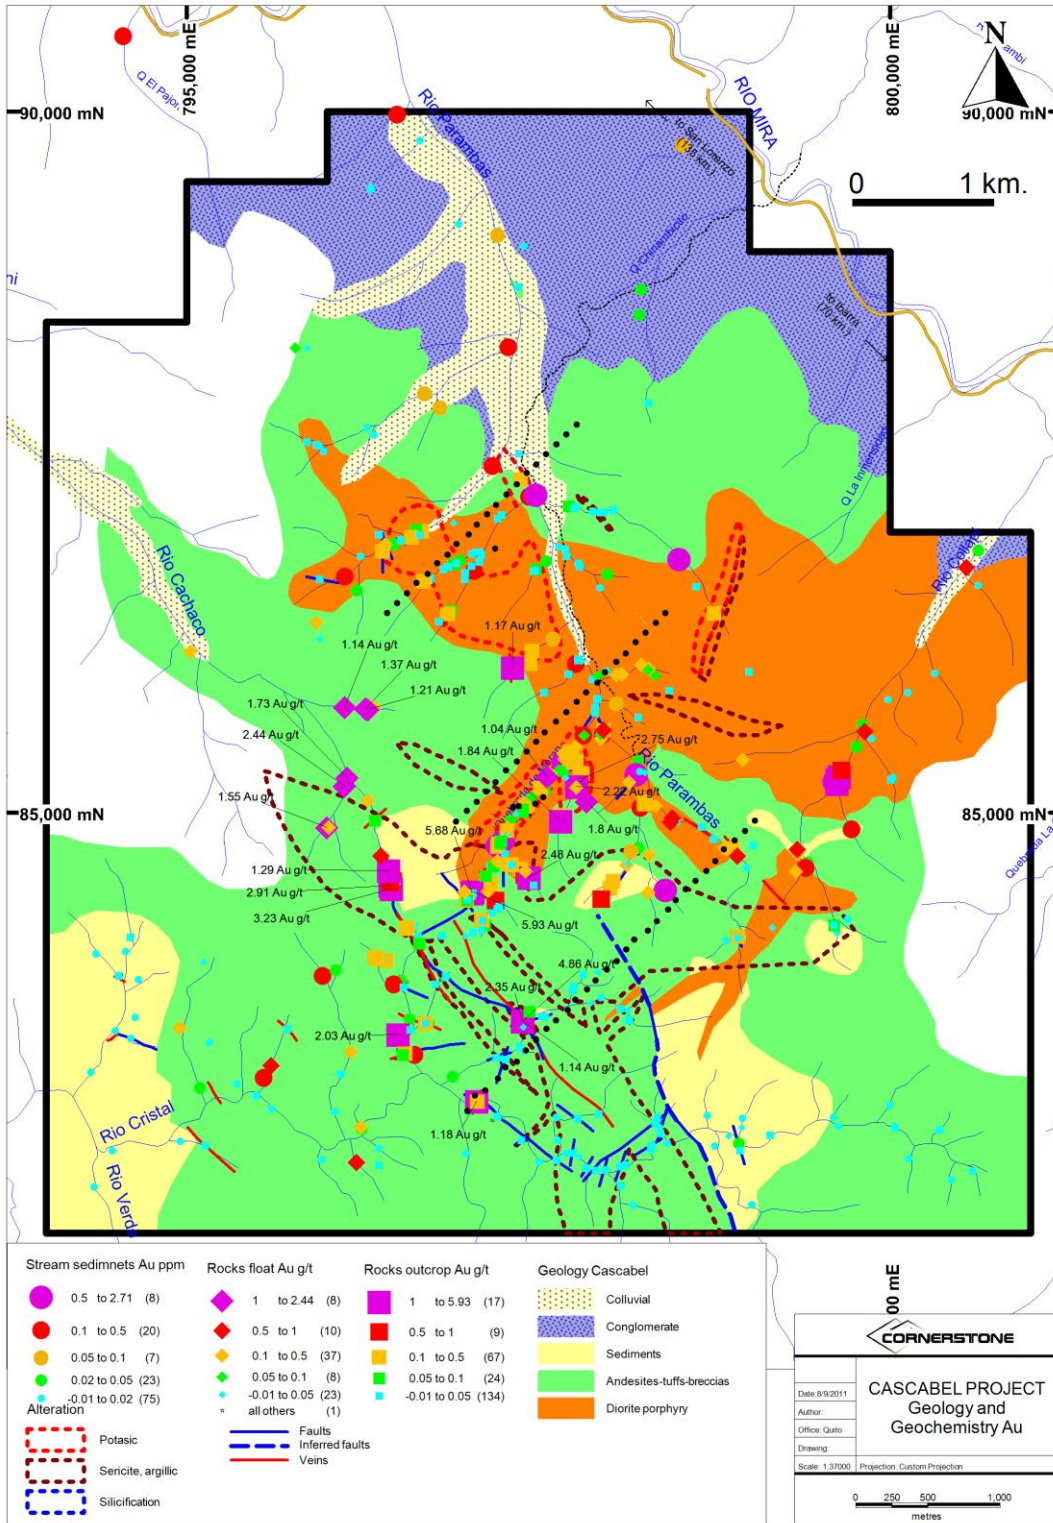 795,000 mE
800,000 mE
N
90,000 mN
90,000 mN
Q El Pajon
Rio Parambas
RIO MIRA
to San Lorenzo
0 1 km.
Q Chinambicito
to Ibarra
(70 km.)
ni
Q La Inmensidad
Rio Collapi
Rio Cachaco
1.17 Au g/t
1.14 Au g/t
1.37 Au g/t
1.21 Au g/t
1.73 Au g/t
2.44 Au g/t
1.04 Au g/t
1.84 Au g/t
2.75 Au g/t
Rio Parambas
1.55 Au g/t
2.22 Au g/t
85,000 mN
85,000 mN
5.68 Au g/t
1.8 Au g/t
2.48 Au g/t
1.29 Au g/t
2.91 Au g/t
3.23 Au g/t
Quebrada La
5.93 Au g/t
4.86 Au g/t
2.35 Au g/t
2.03 Au g/t
1.14 Au g/t
Rio Cristal
1.18 Au g/t
Rio Verde
Stream sedimnets Au ppm
0.5 to 2.71 (8)
0.1 to 0.5 (20)
0.05 to 0.1 (7)
0.02 to 0.05 (23)
-0.01 to 0.02 (75)
Rocks float Au g/t
1 to 2.44 (8)
0.5 to 1 (10)
0.1 to 0.5 (37)
0.05 to 0.1 (8)
-0.01 to 0.05 (23)
all others (1)
Rocks outcrop Au g/t
1 to 5.93 (17)
0.5 to 1 (9)
0.1 to 0.5 (67)
0.05 to 0.1 (24)
-0.01 to 0.05 (134)
Geology Cascabel
Colluvial
Conglomerate
Sediments
Andesites-tuffs-breccias
Diorite porphyry
Alteration
Potasic
Sericite, argillic
Silicification
Faults
Inferred faults
Veins
00 mE
CORNERSTONE
Date:8/9/2011
Author:
Office: Quito
Drawing:
Scale: 1:37000
CASCABEL PROJECT
Geology and
Geochemistry Au
Projection: Custom Projection
0 250 500 1,000
metres